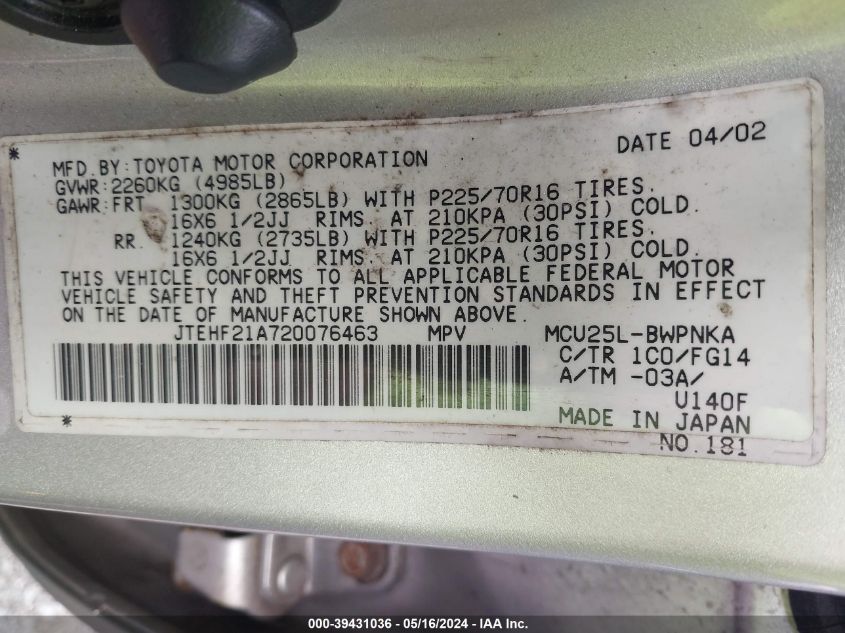 DATE 04/02
MFD. BY: TOYOTA MOTOR CORPORATION
GVWR: 2260KG (4985LB)
GAWR: FRT. 1300KG (2865LB) WITH P225/70R16 TIRES.
16X6 1/2JJ RIMS. AT 210KPA (30PSI) COLD.
RR. 1240KG (2735LB) WITH P225/70R16 TIRES.
16X6 1/2JJ RIMS. AT 210KPA (30PSI) COLD.
THIS VEHICLE CONFORMS TO ALL APPLICABLE FEDERAL MOTOR
VEHICLE SAFETY AND THEFT PREVENTION STANDARDS IN EFFECT
ON THE DATE OF MANUFACTURE SHOWN ABOVE.
JTEHF21A720076463 MPV MCU25L-BWPNKA
C/TR 1C0/FG14
A/TM -03A/
U140F
MADE IN JAPAN
NO. 181
000-39431036 - 05/16/2024 - IAA Inc.